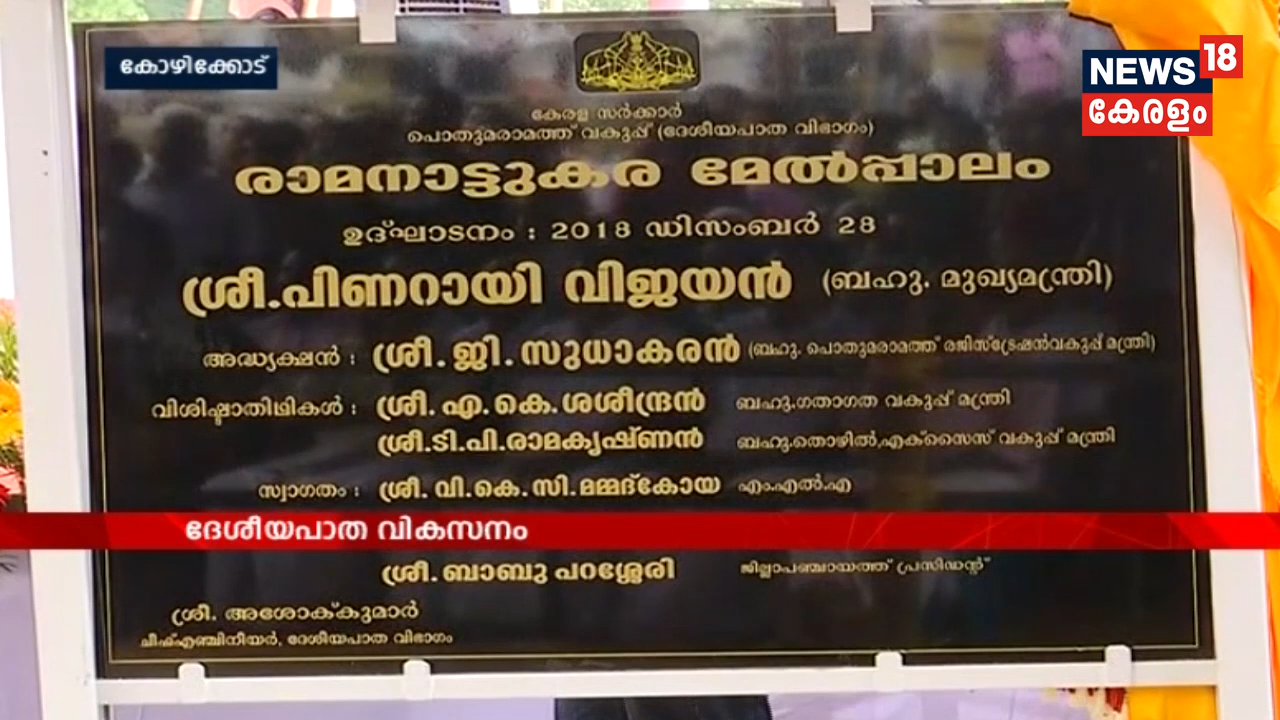 കോഴിക്കോട്
NEWS 18
കേരളം
കേരള സർക്കാർ
പൊതുമരാമത്ത് വകുപ്പ് (ദേശീയപാത വിഭാഗം)
രാമനാട്ടുകര മേൽപ്പാലം
ഉദ്ഘാടനം : 2018 ഡിസംബർ 28
ശ്രീ.പിണറായി വിജയൻ (ബഹു. മുഖ്യമന്ത്രി)
അദ്ധ്യക്ഷൻ : ശ്രീ.ജി.സുധാകരൻ (ബഹു. പൊതുമരാമത്ത് രജിസ്ട്രേഷൻവകുപ്പ് മന്ത്രി)
വിശിഷ്ടാതിഥികൾ : ശ്രീ. എ.കെ.ശശീന്ദ്രൻ ബഹു.ഗതാഗത വകുപ്പ് മന്ത്രി
ശ്രീ.ടി.പി.രാമകൃഷ്ണൻ ബഹു.തൊഴിൽ,എക്സൈസ് വകുപ്പ് മന്ത്രി
സ്വാഗതം : ശ്രീ. വി.കെ.സി.മമ്മദ്കോയ എം.എൽ.എ
ദേശീയപാത വികസനം
ശ്രീ. ബാബു പറശ്ശേരി ജില്ലാപഞ്ചായത്ത് പ്രസിഡന്റ്
ശ്രീ. അശോക്കുമാർ
ചീഫ്എഞ്ചിനീയർ, ദേശീയപാത വിഭാഗം